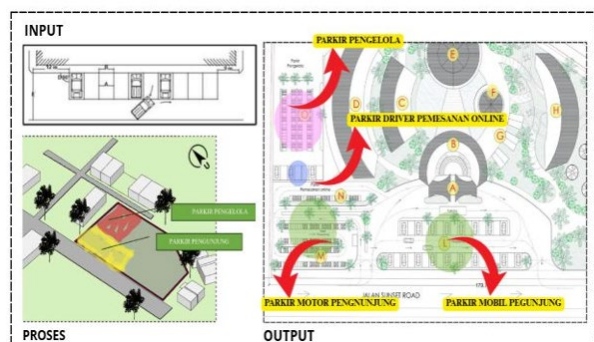 INPUT
PARKIR PENGELOLA
PARKIR DRIVER PEMESANAN ONLINE
D
C
E
F
H
G
B
A
N
M
L
PARKIR PENGELOLA
PARKIR PENGUNJUNG
PARKIR MOTOR PENGNUNJUNG
JALAN SUNSET ROAD
PARKIR MOBIL PEGUNJUNG
PROSES
OUTPUT